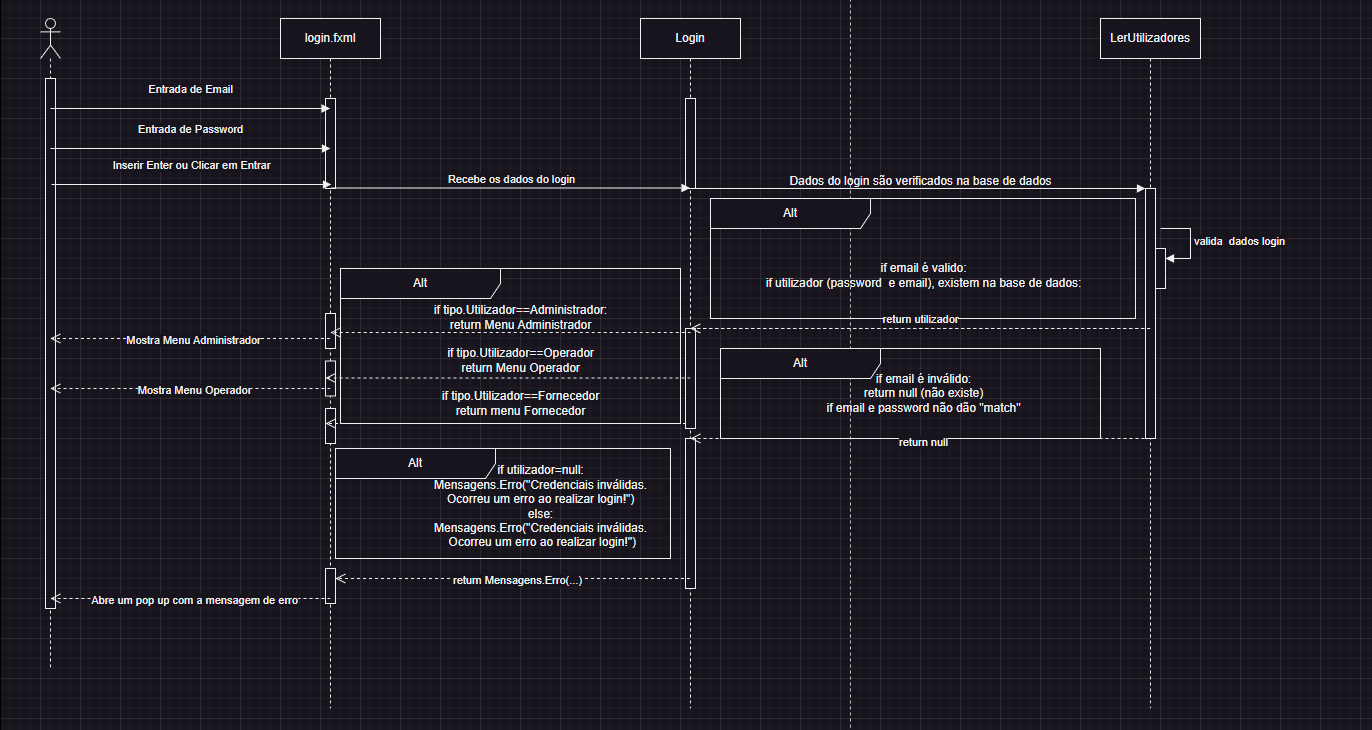 login.fxml
Login
LerUtilizadores
Entrada de Email
Entrada de Password
Inserir Enter ou Clicar em Entrar
Recebe os dados do login
Dados do login são verificados na base de dados
Alt
valida dados login
if email é valido:
if utilizador (password e email), existem na base de dados:
return utilizador
Alt
if tipo.Utilizador==Administrador:
return Menu Administrador
Mostra Menu Administrador
if tipo.Utilizador==Operador
return Menu Operador
Mostra Menu Operador
if tipo.Utilizador==Fornecedor
return menu Fornecedor
Alt
if email é inválido:
return null (não existe)
if email e password não dão "match"
return null
Alt
if utilizador=null:
Mensagens.Erro("Credenciais inválidas.
Ocorreu um erro ao realizar login!")
else:
Mensagens.Erro("Credenciais inválidas.
Ocorreu um erro ao realizar login!")
return Mensagens.Erro(...)
Abre um pop up com a mensagem de erro